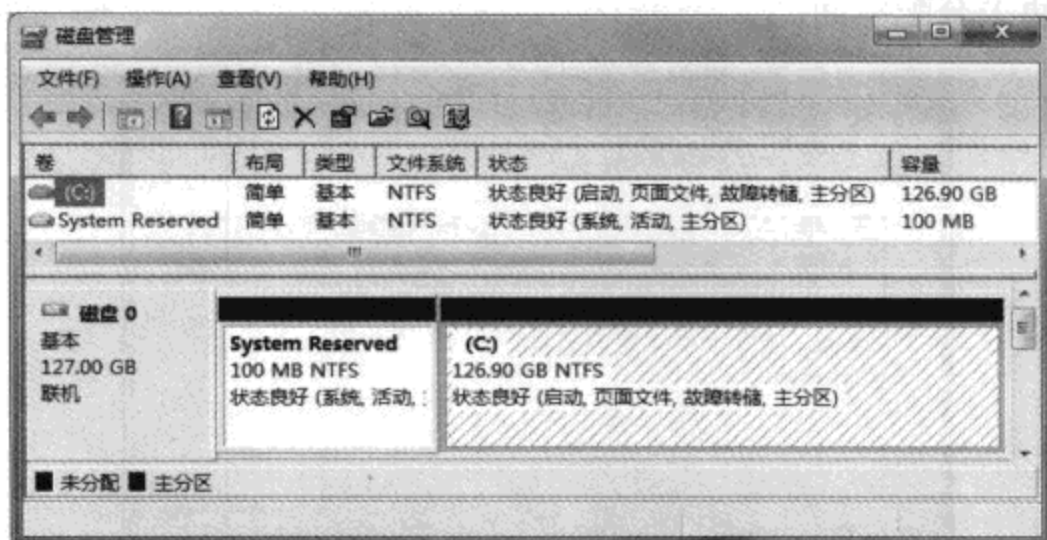 磁盘管理
文件(F) 操作(A) 查看(V) 帮助(H)
卷 布局 类型 文件系统 状态 容量
(C:) 简单 基本 NTFS 状态良好 (启动, 页面文件, 故障转储, 主分区) 126.90 GB
System Reserved 简单 基本 NTFS 状态良好 (系统, 活动, 主分区) 100 MB
磁盘 0
基本
127.00 GB
联机
System Reserved
100 MB NTFS
状态良好 (系统, 活动,
(C:)
126.90 GB NTFS
状态良好 (启动, 页面文件, 故障转储, 主分区)
未分配 主分区